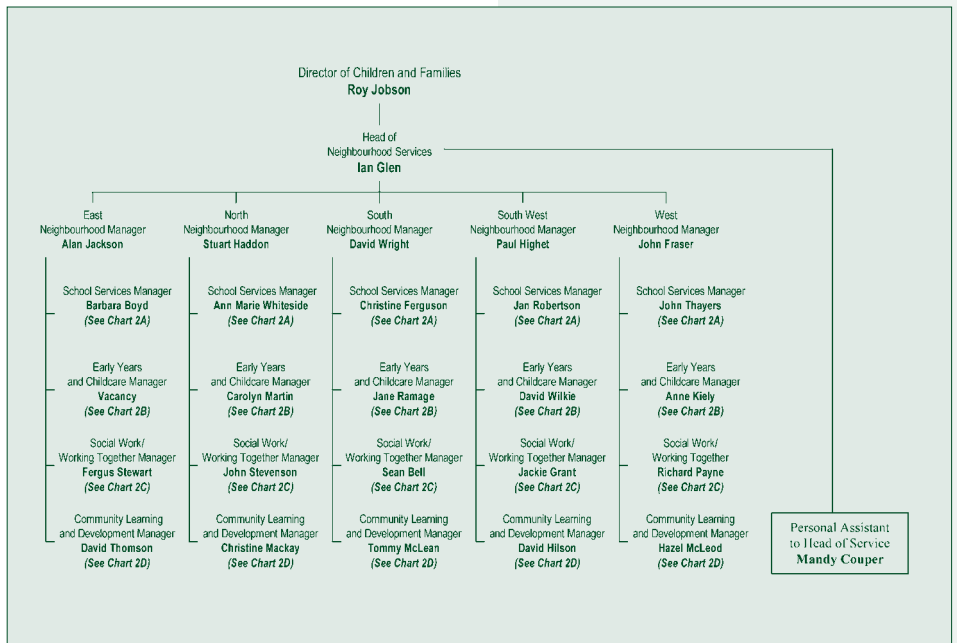 Director of Children and Families
Roy Jobson
Head of
Neighbourhood Services
Ian Glen
East
Neighbourhood Manager
Alan Jackson
School Services Manager
Barbara Boyd
(See Chart 2A)
Early Years
and Childcare Manager
Vacancy
(See Chart 2B)
Social Work/
Working Together Manager
Fergus Stewart
(See Chart 2C)
Community Learning
and Development Manager
David Thomson
(See Chart 2D)
North
Neighbourhood Manager
Stuart Haddon
School Services Manager
Ann Marie Whiteside
(See Chart 2A)
Early Years
and Childcare Manager
Carolyn Martin
(See Chart 2B)
Social Work/
Working Together Manager
John Stevenson
(See Chart 2C)
Community Learning
and Development Manager
Christine Mackay
(See Chart 2D)
South
Neighbourhood Manager
David Wright
School Services Manager
Christine Ferguson
(See Chart 2A)
Early Years
and Childcare Manager
Jane Ramage
(See Chart 2B)
Social Work/
Working Together Manager
Sean Bell
(See Chart 2C)
Community Learning
and Development Manager
Tommy McLean
(See Chart 2D)
South West
Neighbourhood Manager
Paul Highet
School Services Manager
Jan Robertson
(See Chart 2A)
Early Years
and Childcare Manager
David Wilkie
(See Chart 2B)
Social Work/
Working Together Manager
Jackie Grant
(See Chart 2C)
Community Learning
and Development Manager
David Hilson
(See Chart 2D)
West
Neighbourhood Manager
John Fraser
School Services Manager
John Thayers
(See Chart 2A)
Early Years
and Childcare Manager
Anne Kiely
(See Chart 2B)
Social Work/
Working Together
Richard Payne
(See Chart 2C)
Community Learning
and Development Manager
Hazel McLeod
(See Chart 2D)
Personal Assistant
to Head of Service
Mandy Couper